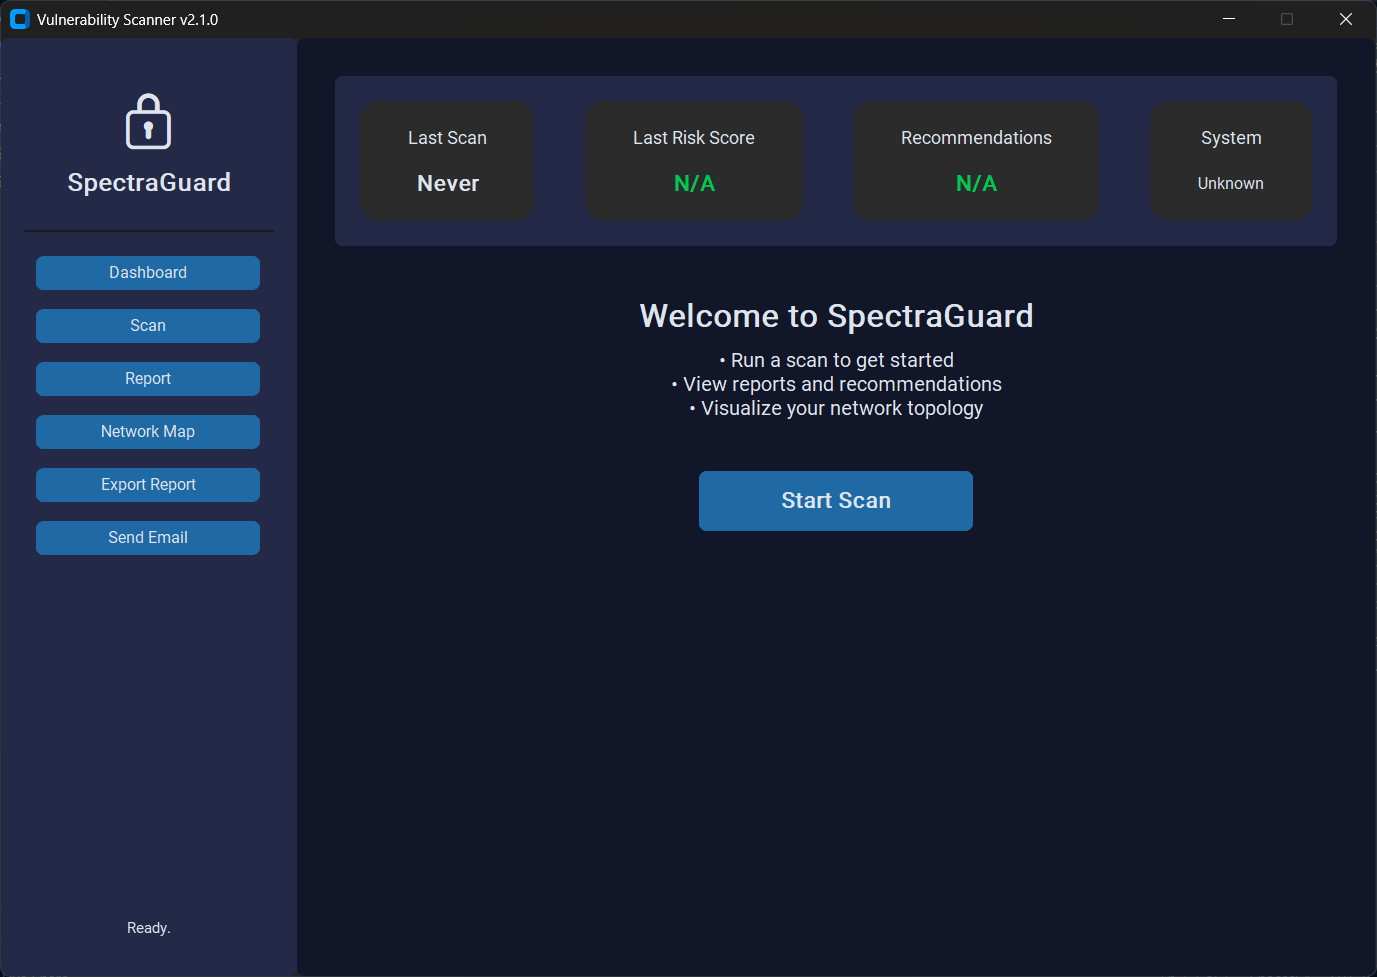 Vulnerability Scanner v2.1.0
SpectraGuard
Dashboard
Scan
Report
Network Map
Export Report
Send Email
Ready.
Last Scan
Never
Last Risk Score
N/A
Recommendations
N/A
System
Unknown
Welcome to SpectraGuard
• Run a scan to get started
• View reports and recommendations
• Visualize your network topology
Start Scan